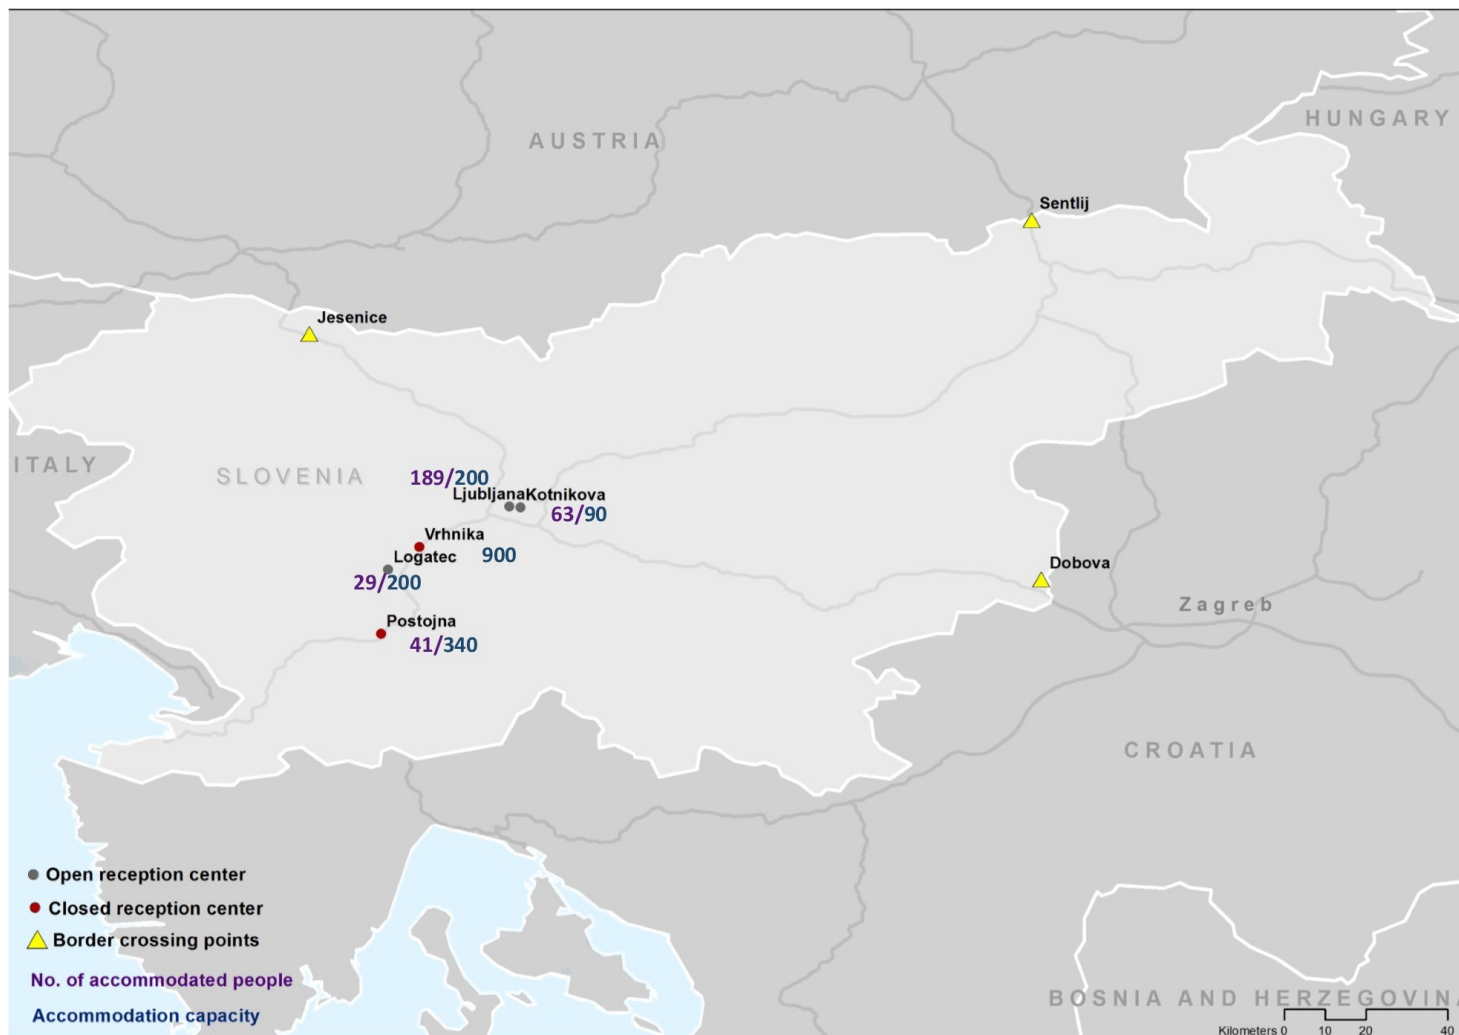 HUNGARY
AUSTRIA
Sentlij
Jesenice
ITALY
SLOVENIA
189/200
Ljubljana
Kotnikova
63/90
Vrhnika
900
Logatec
29/200
Dobova
Zagreb
Postojna
41/340
CROATIA
Open reception center
Closed reception center
Border crossing points
No. of accommodated people
Accommodation capacity
BOSNIA AND HERZEGOVINA
Kilometers 0 10 20 40